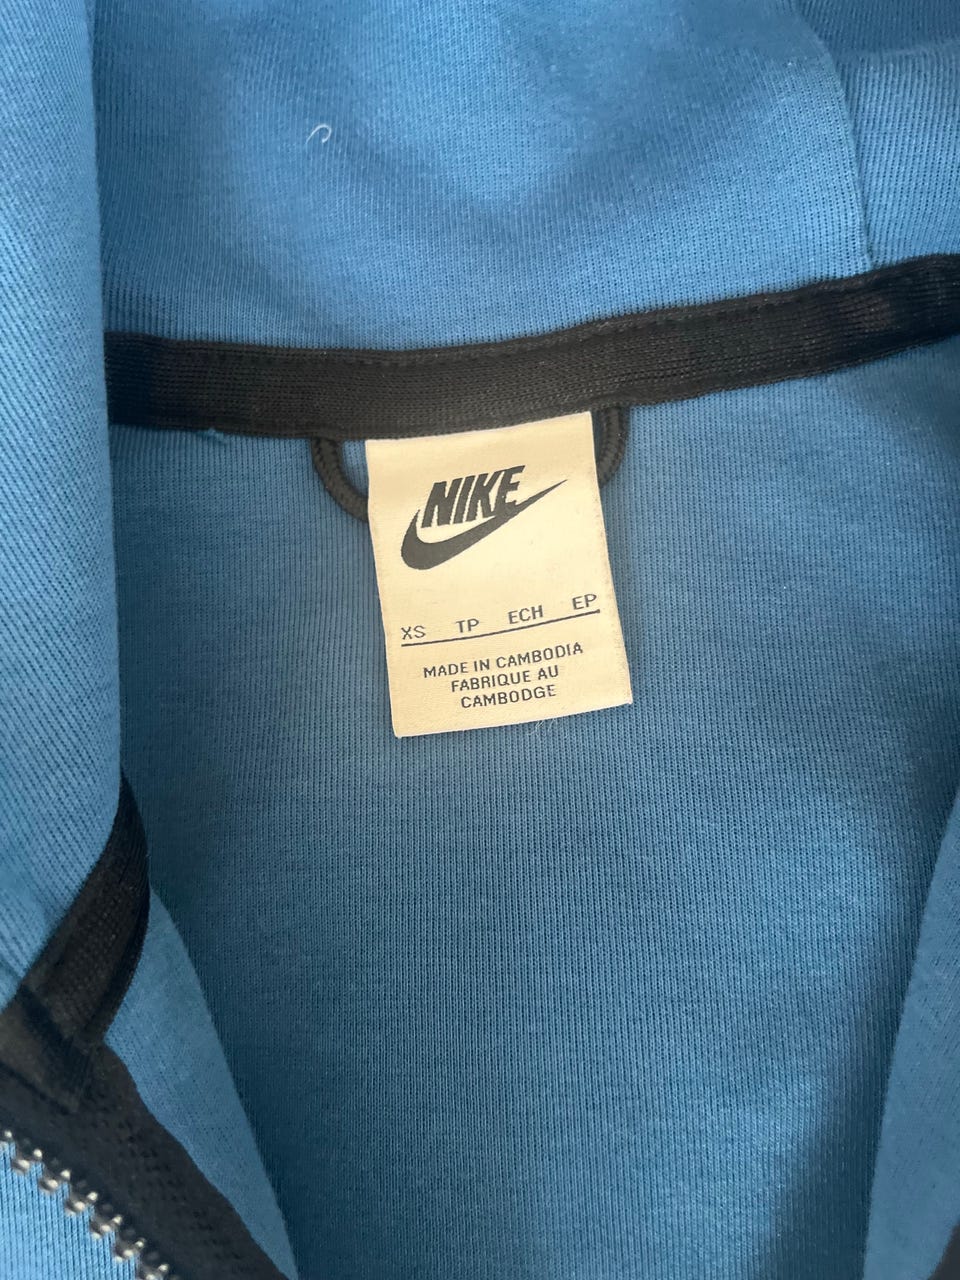 NIKE
XS TP ECH EP
MADE IN CAMBODIA
FABRIQUE AU
CAMBODGE